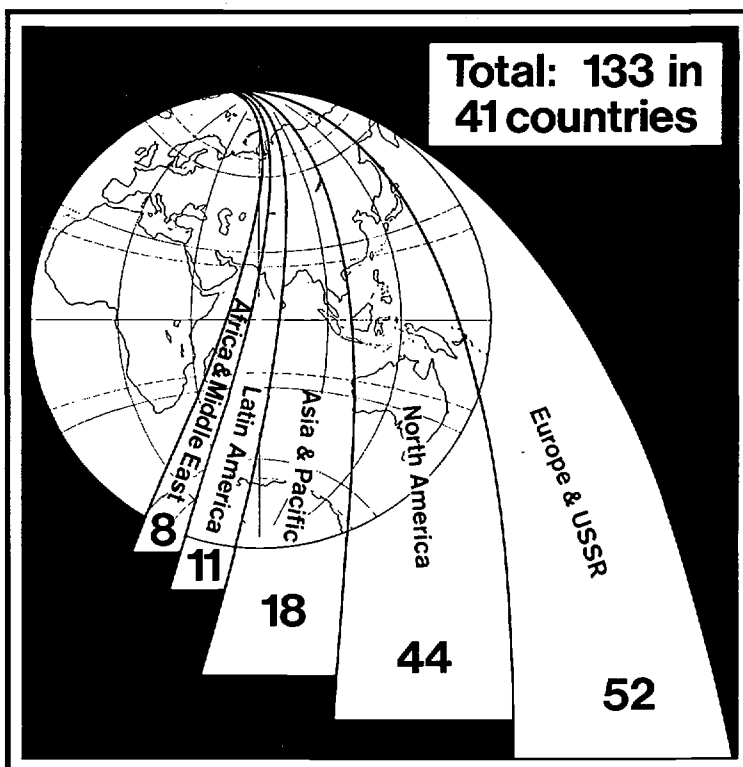 Total: 133 in
41 countries
Africa & Middle East
8
Latin America
11
Asia & Pacific
18
North America
44
Europe & USSR
52